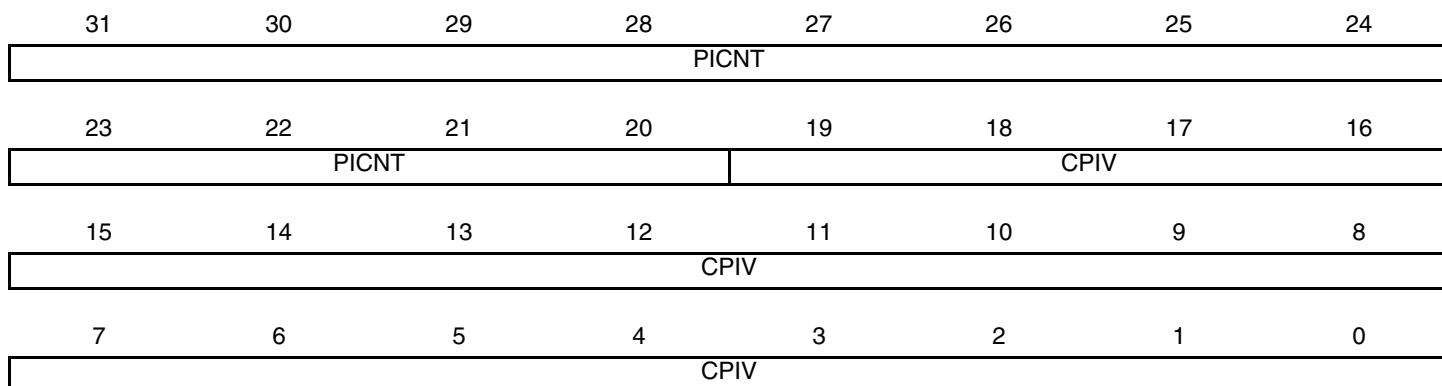 31 30 29 28 27 26 25 24
PICNT
23 22 21 20 19 18 17 16
PICNT CPIV
15 14 13 12 11 10 9 8
CPIV
7 6 5 4 3 2 1 0
CPIV